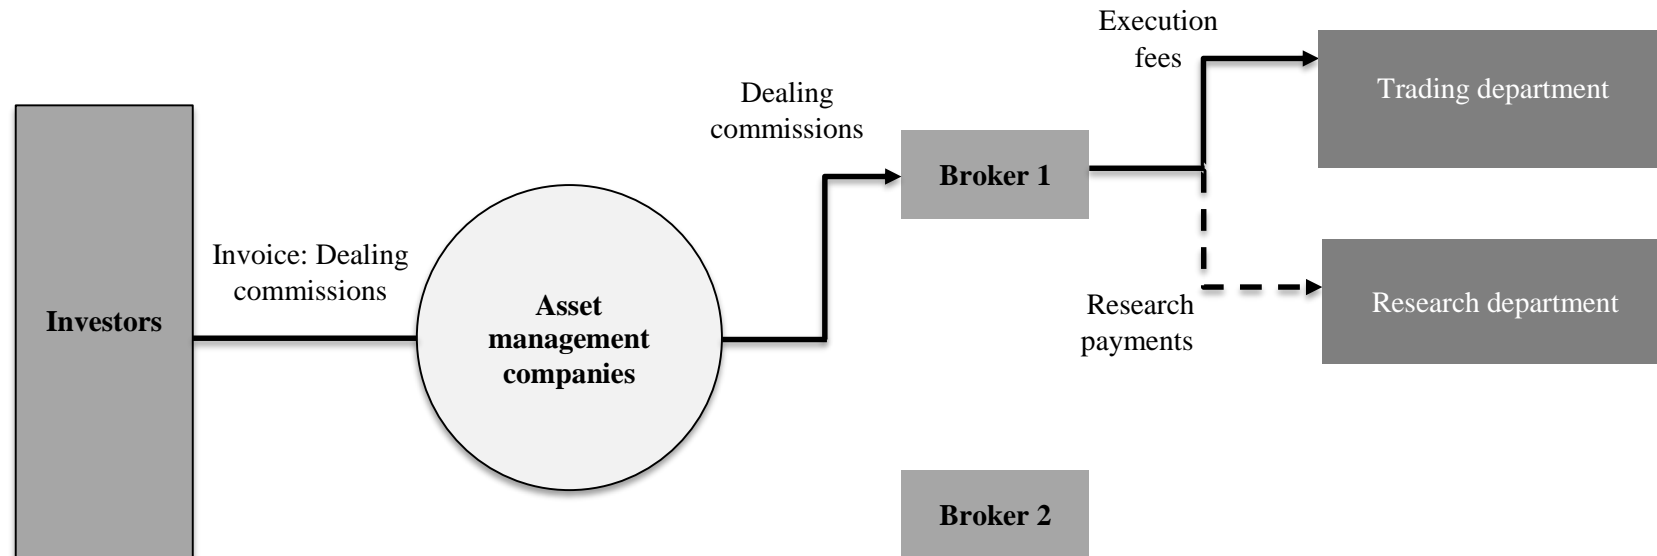 Execution
fees
Trading department
Dealing
commissions
Broker 1
Invoice: Dealing
commissions
Investors
Asset
management
companies
Research
payments
Research department
Broker 2